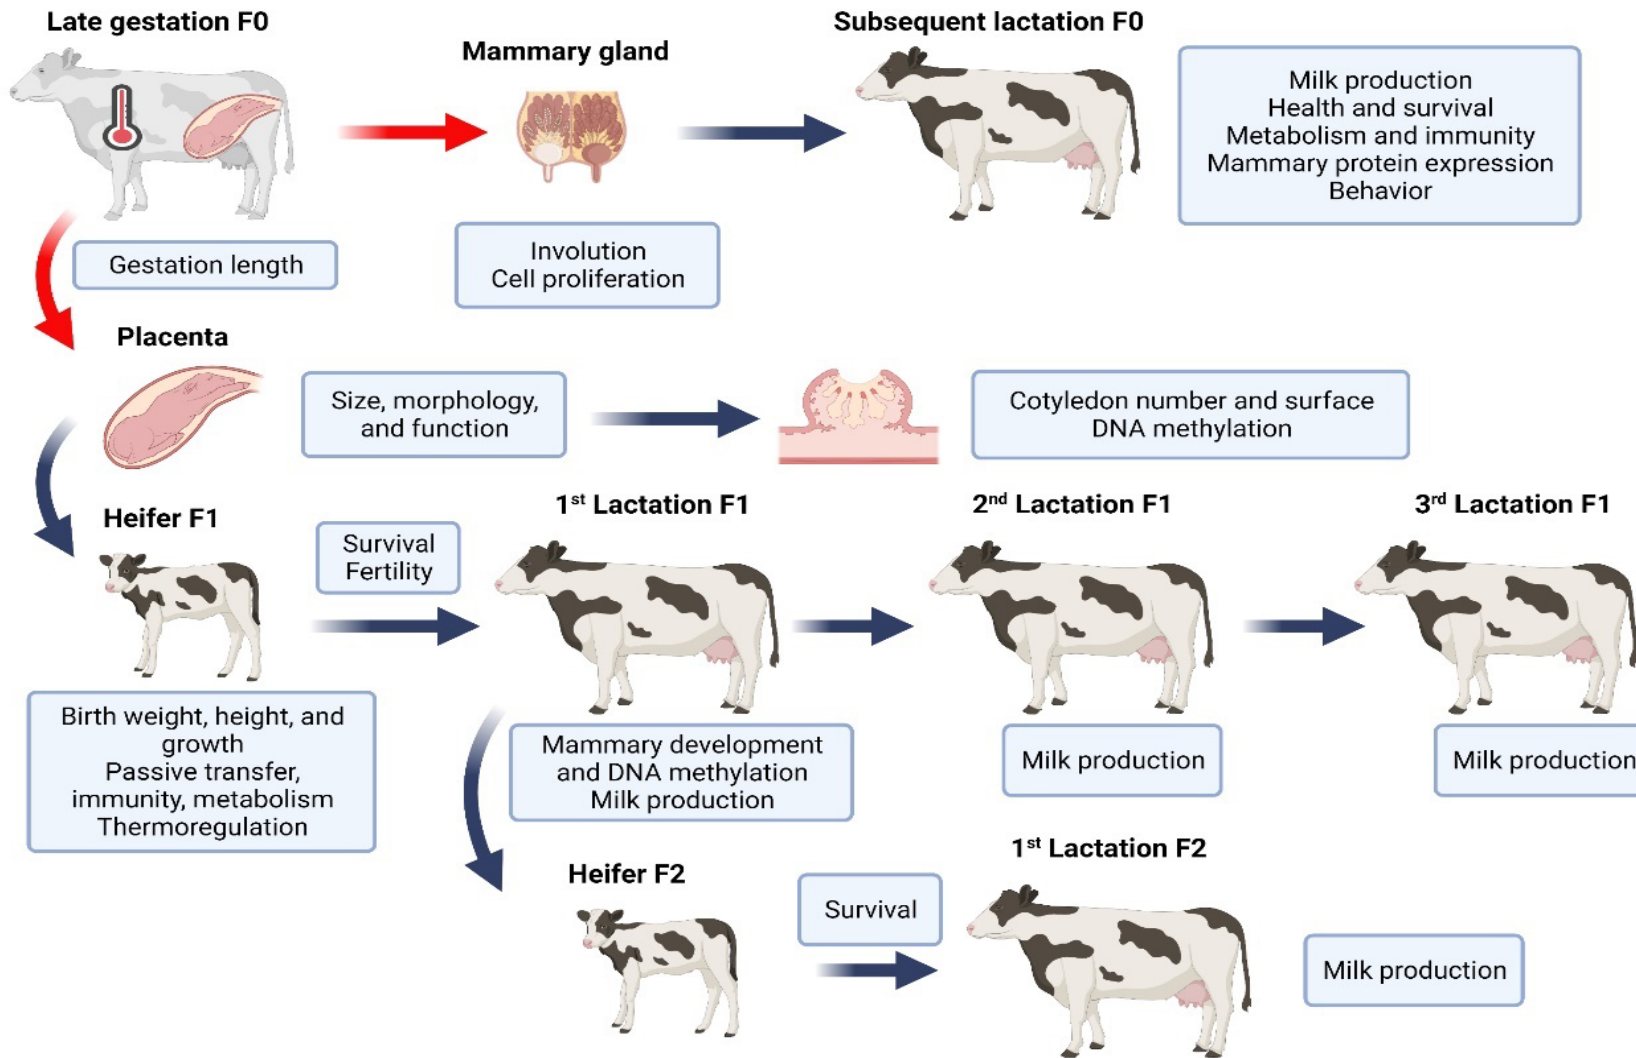 Late gestation F0
Mammary gland
Subsequent lactation F0
Milk production
Health and survival
Metabolism and immunity
Mammary protein expression
Behavior
Gestation length
Involution
Cell proliferation
Placenta
Size, morphology,
and function
Cotyledon number and surface
DNA methylation
Heifer F1
Survival
Fertility
1st Lactation F1
2nd Lactation F1
3rd Lactation F1
Birth weight, height, and
growth
Passive transfer,
immunity, metabolism
Thermoregulation
Mammary development
and DNA methylation
Milk production
Milk production
Milk production
Heifer F2
Survival
1st Lactation F2
Milk production